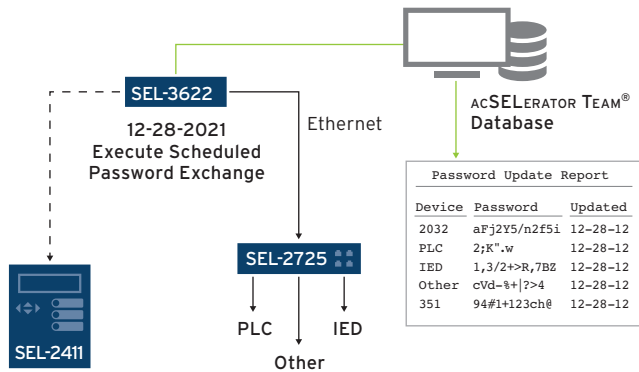 SEL-3622
12-28-2021
Execute Scheduled
Password Exchange
Ethernet
ACSELERATOR TEAM®
Database
Password Update Report
Device Password Updated
2032 aFj2Y5/n2f5i 12-28-12
PLC 2;K".w 12-28-12
IED 1,3/2+>R,7BZ 12-28-12
Other cVd-%+|?>4 12-28-12
351 94#1+123ch@ 12-28-12
SEL-2725
PLC
IED
Other
SEL-2411